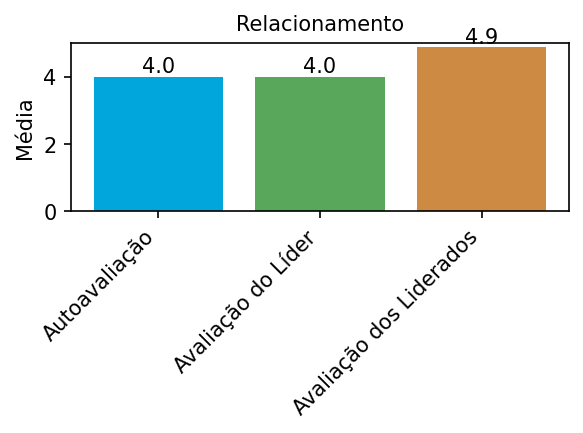 Relacionamento
4.0
4.0
4.9
Média
4
2
0
Autoavaliação
Avaliação do Líder
Avaliação dos Liderados